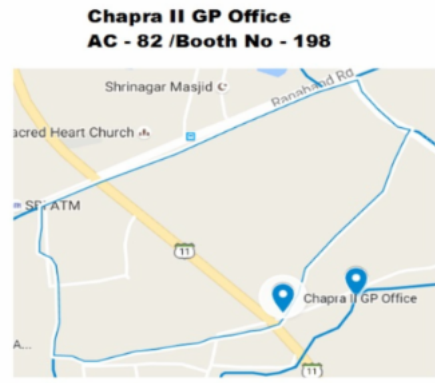 Chapra II GP Office
AC - 82 /Booth No - 198
Shrinagar Masjid
Ranaband Rd
acred Heart Church
SBI ATM
11
Chapra II GP Office
A...
11